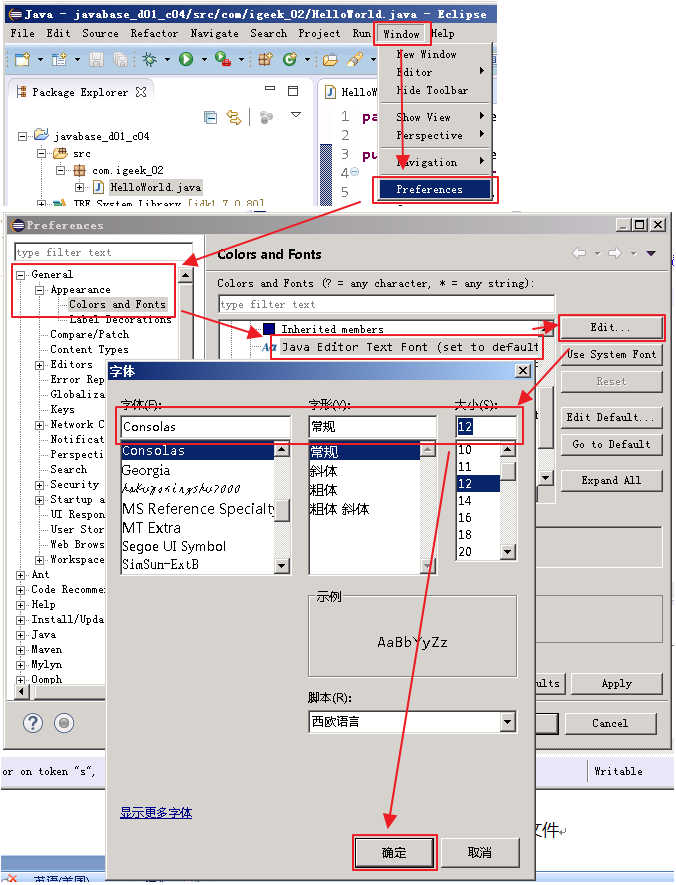 Java - javabase_d01_c04/src/com/igeek_02/HelloWorld.java - Eclipse
File Edit Source Refactor Navigate Search Project Run Window Help
New Window
Editor
Hide Toolbar
Show View
Perspective
Navigation
Preferences
Package Explorer
javabase_d01_c04
src
com.igeek_02
HelloWorld.java
JRE System Library [jdk1.7.0_80]
HelloW
1 pa
2
3 pu
4
5
Preferences
type filter text
General
Appearance
Colors and Fonts
Label Decorations
Compare/Patch
Content Types
Editors
Error Rep
Globaliza
Keys
Network C
Notificat
Perspecti
Search
Security
Startup a
UI Respon
User Stor
Web Brows
Workspace
Ant
Code Recommen
Help
Install/Upda
Java
Maven
Mylyn
Oomph
Colors and Fonts
Colors and Fonts (? = any character, * = any string):
type filter text
Inherited members
Aa Java Editor Text Font (set to default
Edit...
Use System Font
Reset
Edit Default...
Go to Default
Expand All
ults
Apply
Cancel
字体
字体(F):
Consolas
Consolas
Georgia
hakuyoxingshu7000
MS Reference Specialty
MT Extra
Segoe UI Symbol
SimSun-ExtB
字形(Y):
常规
常规
斜体
粗体
粗体 斜体
大小(S):
12
10
11
12
14
16
18
20
示例
AaBbYyZz
脚本(R):
西欧语言
显示更多字体
确定
取消
or on token "s",
Writable
文件
英语(美国)